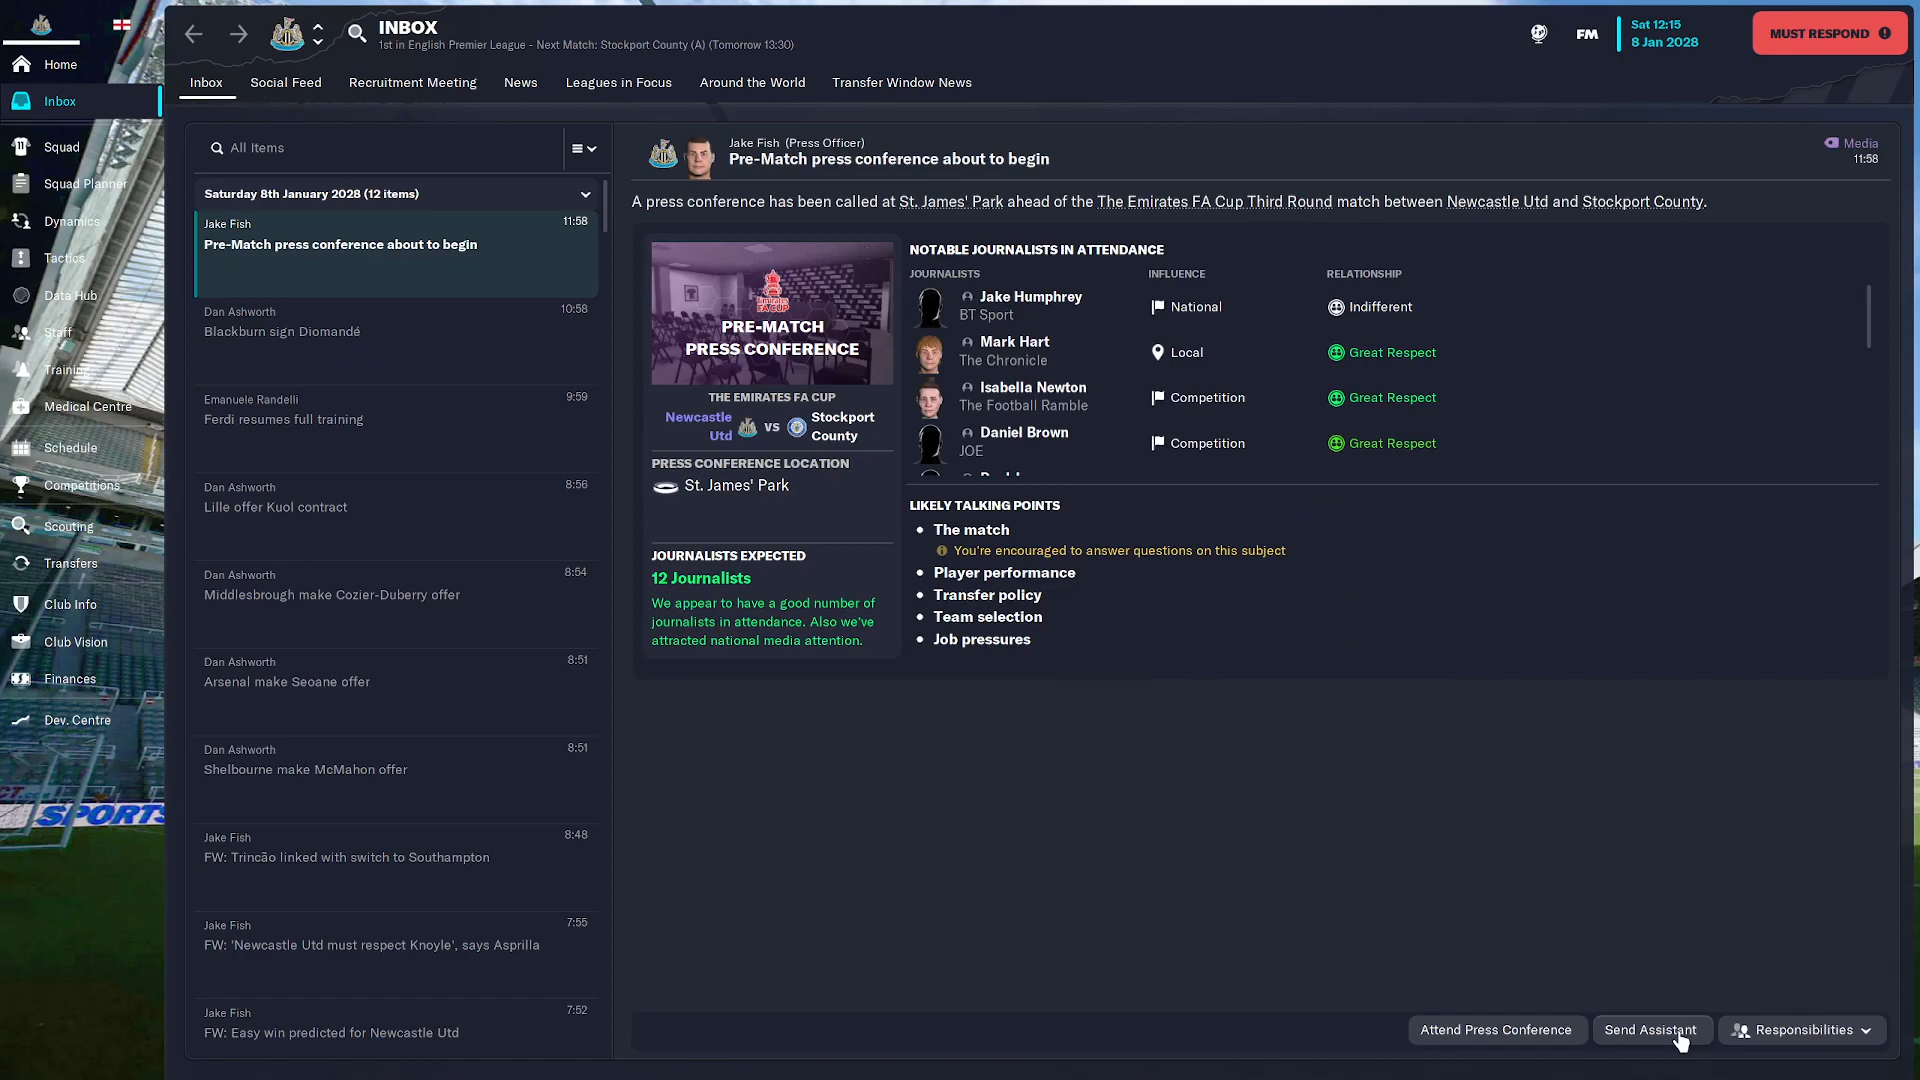 INBOX
1st in English Premier League - Next Match: Stockport County (A) (Tomorrow 13:30)
FM
Sat 12:15
8 Jan 2028
MUST RESPOND
Home
Inbox
Squad
Squad Planner
Dynamics
Tactics
Data Hub
Staff
Training
Medical Centre
Schedule
Competitions
Scouting
Transfers
Club Info
Club Vision
Finances
Dev. Centre
SPORTS
Inbox
Social Feed
Recruitment Meeting
News
Leagues in Focus
Around the World
Transfer Window News
All Items
Saturday 8th January 2028 (12 items)
Jake Fish 11:58
Pre-Match press conference about to begin
Dan Ashworth 10:58
Blackburn sign Diomandé
Emanuele Randelli 9:59
Ferdi resumes full training
Dan Ashworth 8:56
Lille offer Kuol contract
Dan Ashworth 8:54
Middlesbrough make Cozier-Duberry offer
Dan Ashworth 8:51
Arsenal make Seoane offer
Dan Ashworth 8:51
Shelbourne make McMahon offer
Jake Fish 8:48
FW: Trincão linked with switch to Southampton
Jake Fish 7:55
FW: 'Newcastle Utd must respect Knoyle', says Asprilla
Jake Fish 7:52
FW: Easy win predicted for Newcastle Utd
Jake Fish (Press Officer)
Pre-Match press conference about to begin
Media
11:58
A press conference has been called at St. James' Park ahead of the The Emirates FA Cup Third Round match between Newcastle Utd and Stockport County.
Emirates
FA CUP
PRE-MATCH
PRESS CONFERENCE
THE EMIRATES FA CUP
Newcastle Utd VS Stockport County
PRESS CONFERENCE LOCATION
St. James' Park
JOURNALISTS EXPECTED
12 Journalists
We appear to have a good number of
journalists in attendance. Also we've
attracted national media attention.
NOTABLE JOURNALISTS IN ATTENDANCE
JOURNALISTS INFLUENCE RELATIONSHIP
Jake Humphrey
BT Sport
National Indifferent
Mark Hart
The Chronicle
Local Great Respect
Isabella Newton
The Football Ramble
Competition Great Respect
Daniel Brown
JOE
Competition Great Respect
LIKELY TALKING POINTS
The match
You're encouraged to answer questions on this subject
Player performance
Transfer policy
Team selection
Job pressures
Attend Press Conference
Send Assistant
Responsibilities